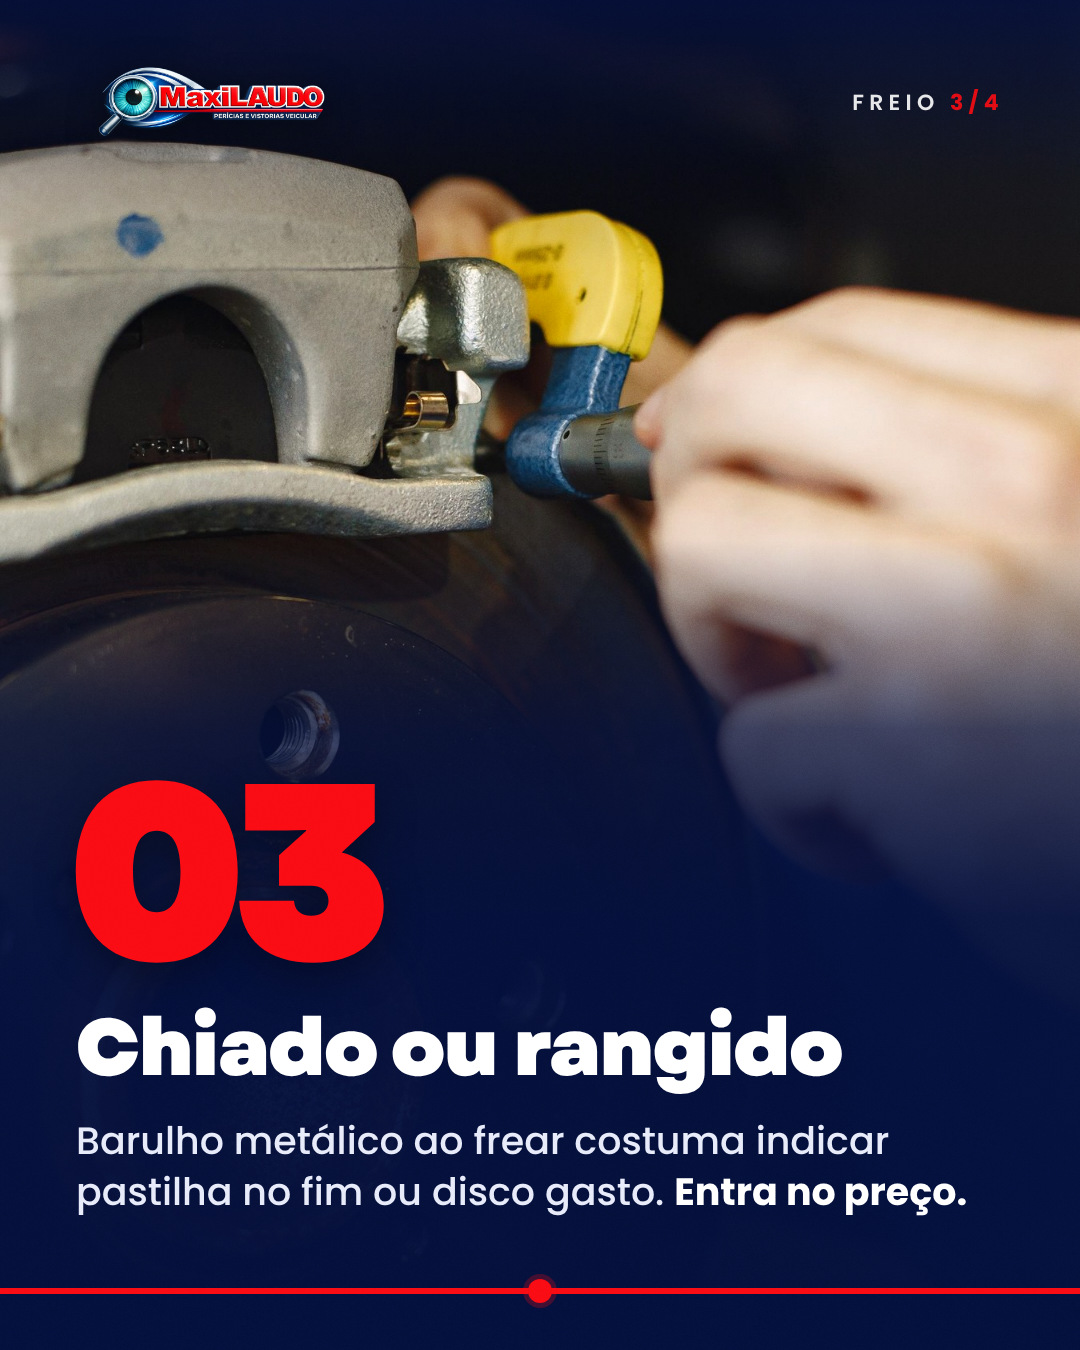 MaxiLAUDO
PERÍCIAS E VISTORIAS VEICULAR
FREIO 3/4
03
Chiado ou rangido
Barulho metálico ao frear costuma indicar
pastilha no fim ou disco gasto. Entra no preço.